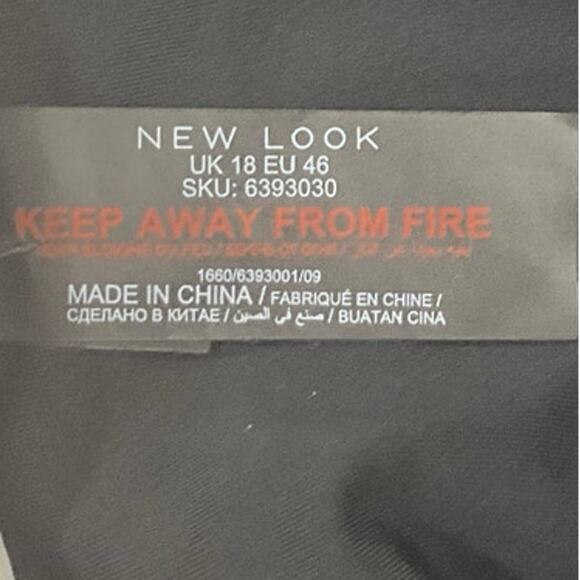 NEW LOOK
UK 18 EU 46
SKU: 6393030
KEEP AWAY FROM FIRE
1660/6393001/09
MADE IN CHINA / FABRIQUÉ EN CHINE /
СДЕЛАНО В КИТАЕ / صنع في الصين / BUATAN CINA